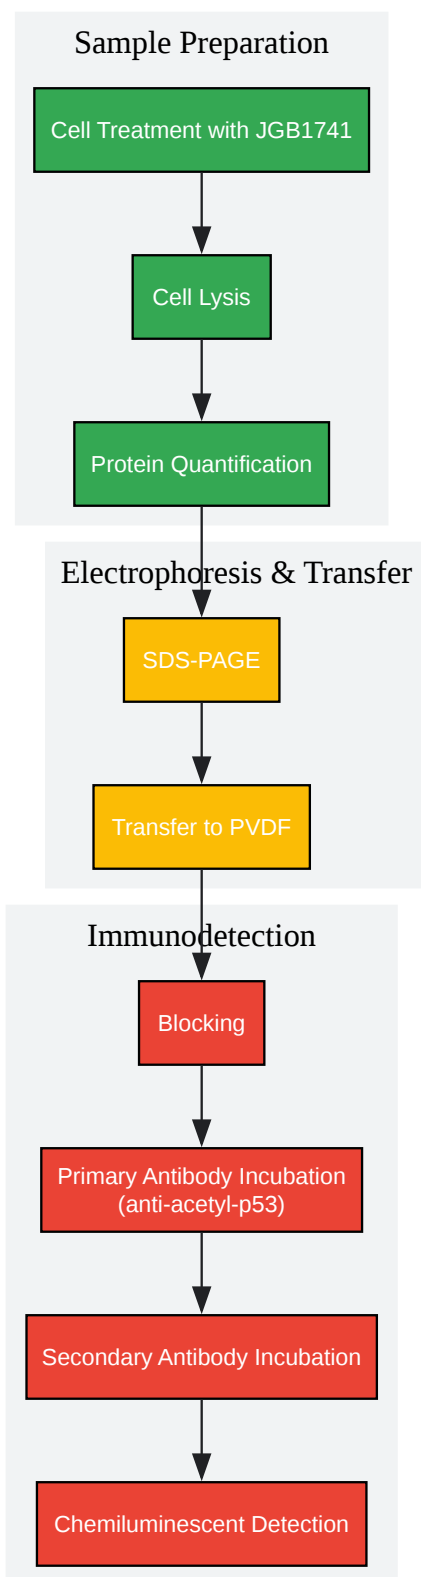 Sample Preparation
Cell Treatment with JGB1741
Cell Lysis
Protein Quantification
Electrophoresis & Transfer
SDS-PAGE
Transfer to PVDF
Immunodetection
Blocking
Primary Antibody Incubation
(anti-acetyl-p53)
Secondary Antibody Incubation
Chemiluminescent Detection